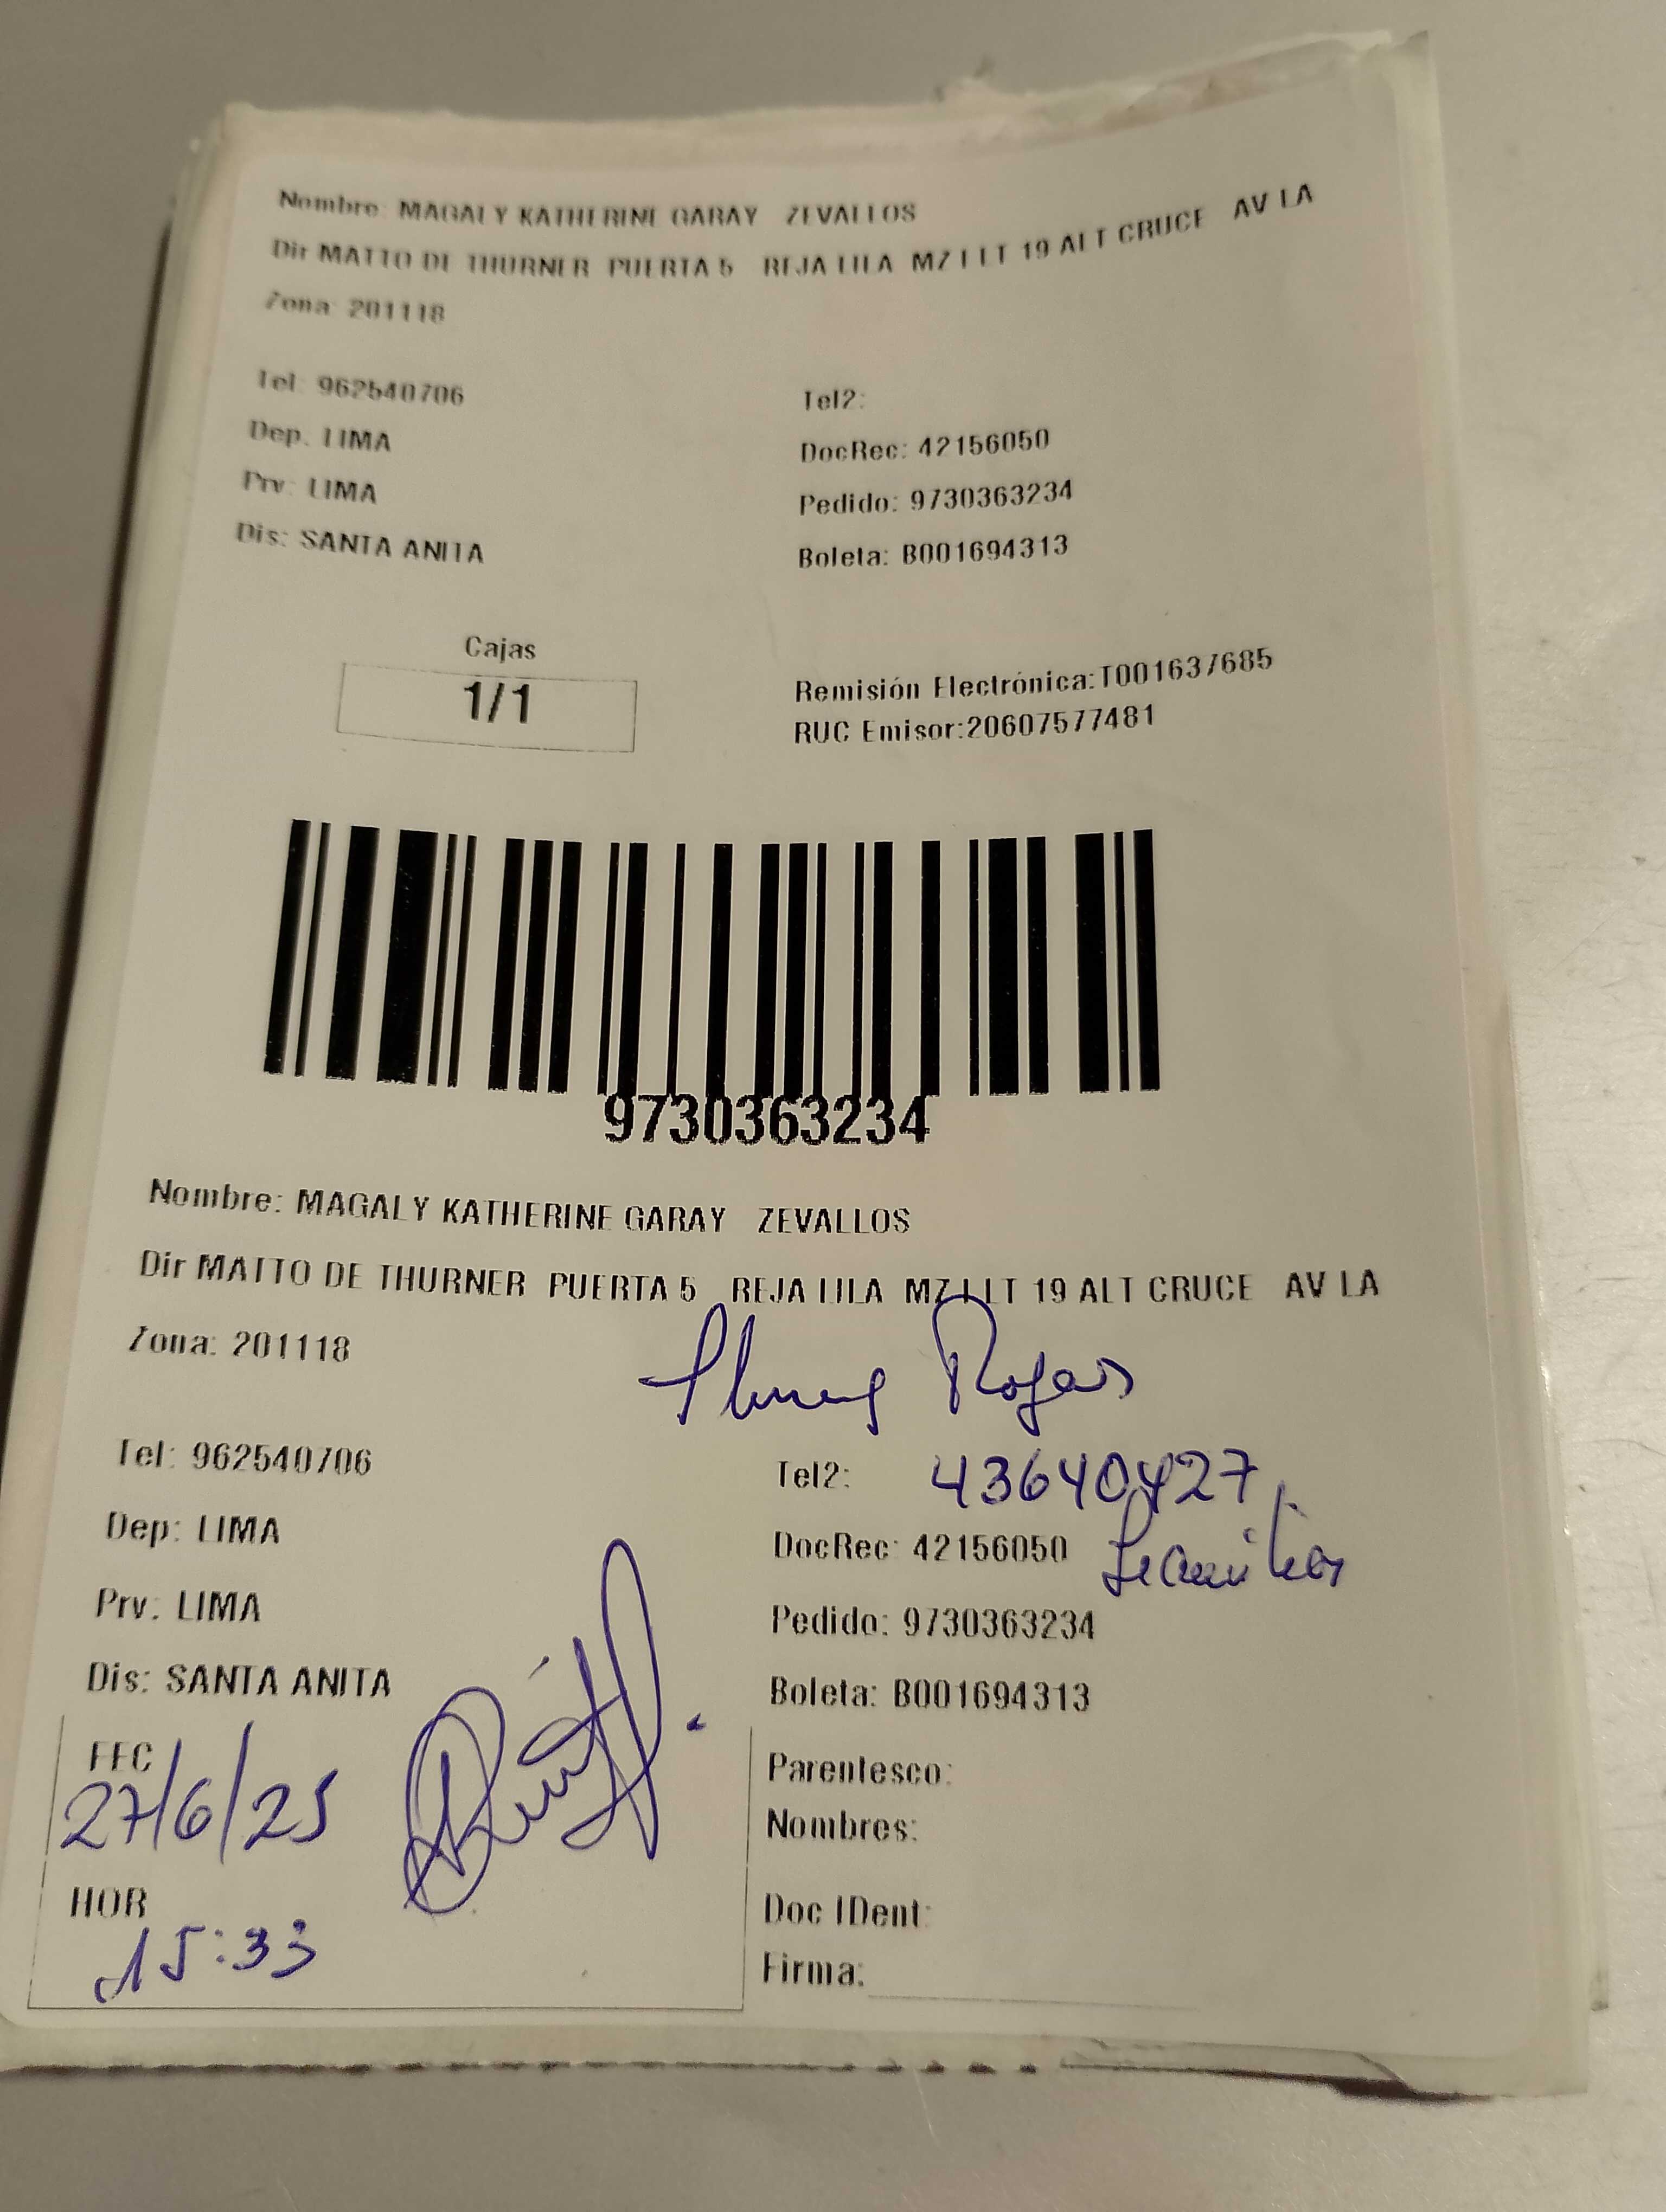 Nombre: MAGALY KATHERINE GARAY ZEVALLOS
Dir MATTO DE THURNER PUERTA 5 REJA LILA MZ I LT 19 ALT CRUCE AV LA
Zona: 201118
Tel: 962540706
Tel2:
Dep. LIMA
DocRec: 42156050
Prv: LIMA
Pedido: 9730363234
Dis: SANTA ANITA
Boleta: B001694313
Cajas
1/1
Remisión Electrónica:T001637685
RUC Emisor:20607577481
9730363234
Nombre: MAGALY KATHERINE GARAY ZEVALLOS
Dir MATTO DE THURNER PUERTA 5 REJA LILA MZ I LT 19 ALT CRUCE AV LA
Zona: 201118
Rojas
Tel: 962540706
Tel2: 43640427
Dep: LIMA
DocRec: 42156050
Prv: LIMA
Pedido: 9730363234
Dis: SANTA ANITA
Boleta: B001694313
FEC
27/6/25
Parentesco:
Nombres:
HOR
15:33
Doc IDent:
Firma: